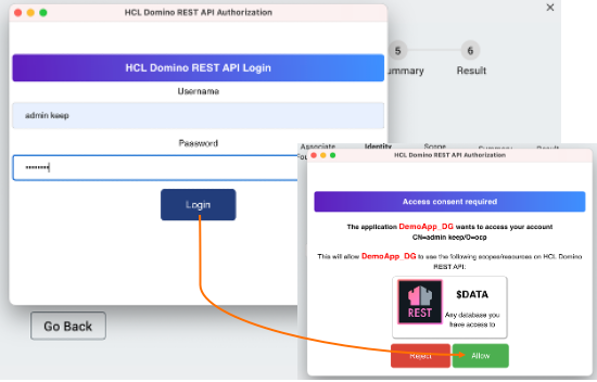 HCL Domino REST API Authorization
HCL Domino REST API Login
Username
admin keep
Password
••••••••
Login
5
6
Result
Go Back
Associate
Identity
Scope
HCL Domino REST API Authorization
Access consent required
The application DemoApp_DG wants to access your account
CN=admin keep/O=ocp
This will allow DemoApp_DG to use the following scopes/resources on HCL Domino
REST API:
REST
$DATA
Any database you
have access to
Reject
Allow